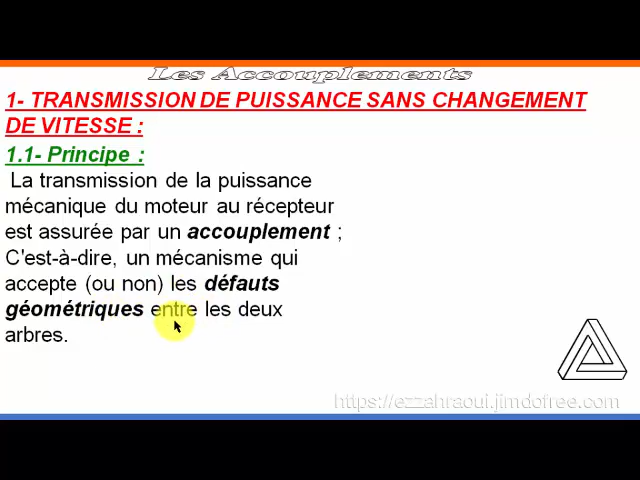 Les Accouplements
1- TRANSMISSION DE PUISSANCE SANS CHANGEMENT
DE VITESSE :
1.1- Principe :
La transmission de la puissance
mécanique du moteur au récepteur
est assurée par un accouplement ;
C'est-à-dire, un mécanisme qui
accepte (ou non) les défauts
géométriques entre les deux
arbres.
https://ezzahraoui.jimdofree.com